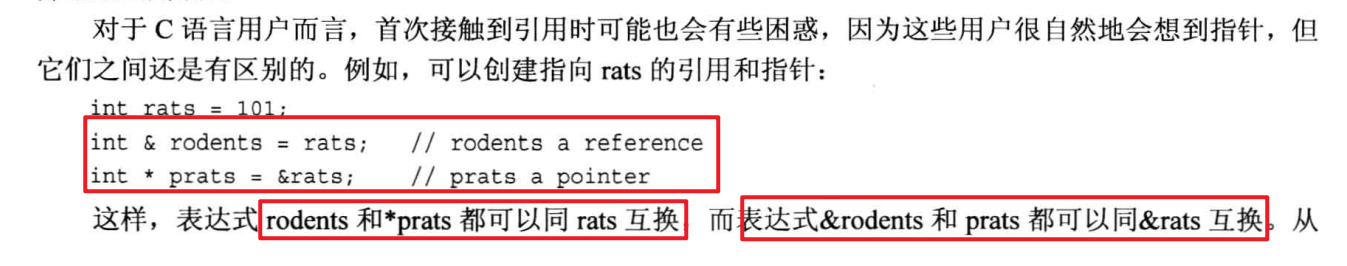 对于 C 语言用户而言，首次接触到引用时可能也会有些困惑，因为这些用户很自然地会想到指针，但
它们之间还是有区别的。例如，可以创建指向 rats 的引用和指针：
int rats = 101;
int & rodents = rats;   // rodents a reference
int * prats = &rats;    // prats a pointer
这样，表达式 rodents 和*prats 都可以同 rats 互换，而表达式&rodents 和 prats 都可以同&rats 互换。从